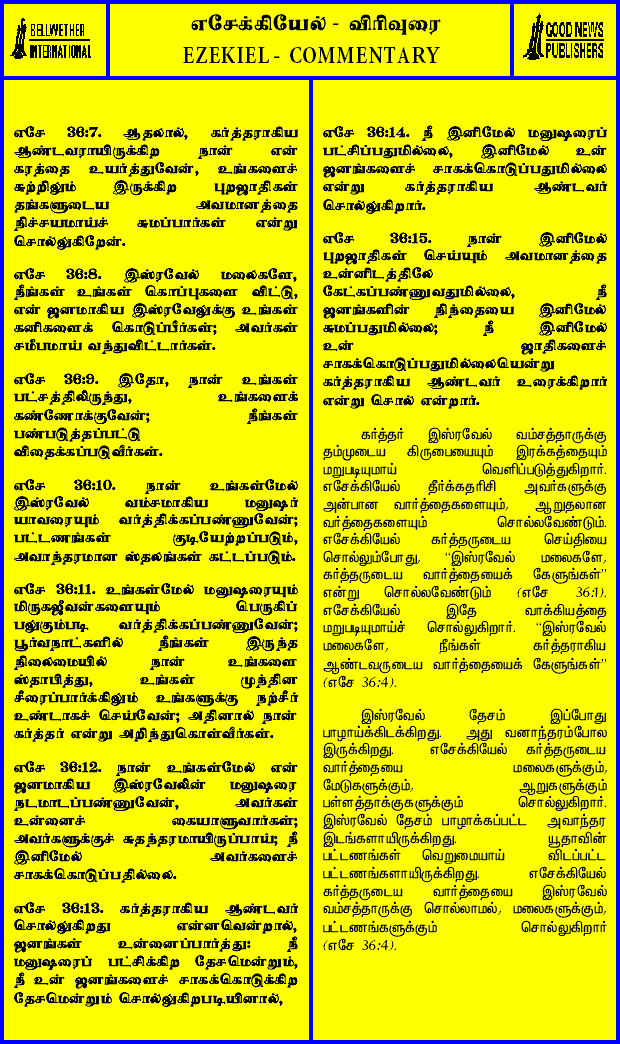 BELLWETHER
INTERNATIONAL
எசேக்கியேல் - விரிவுரை
EZEKIEL - COMMENTARY
GOOD NEWS
PUBLISHERS
எசே 36:7. ஆதலால், கர்த்தராகிய
ஆண்டவராயிருக்கிற நான் என்
கரத்தை உயர்த்துவேன், உங்களைச்
சுற்றிலும் இருக்கிற புறஜாதிகள்
தங்களுடைய அவமானத்தை
நிச்சயமாய்ச் சுமப்பார்கள் என்று
சொல்லுகிறேன்.
எசே 36:8. இஸ்ரவேல் மலைகளே,
நீங்கள் உங்கள் கொப்புகளை விட்டு,
என் ஜனமாகிய இஸ்ரவேலுக்கு உங்கள்
கனிகளைக் கொடுப்பீர்கள்; அவர்கள்
சமீபமாய் வந்துவிட்டார்கள்.
எசே 36:9. இதோ, நான் உங்கள்
பட்சத்திலிருந்து, உங்களைக்
கண்ணோக்குவேன்; நீங்கள்
பண்படுத்தப்பட்டு
விதைக்கப்படுவீர்கள்.
எசே 36:10. நான் உங்கள்மேல்
இஸ்ரவேல் வம்சமாகிய மனுஷர்
யாவரையும் வர்த்திக்கப்பண்ணுவேன்;
பட்டணங்கள் குடியேற்றப்படும்,
அவாந்தரமான ஸ்தலங்கள் கட்டப்படும்.
எசே 36:11. உங்கள்மேல் மனுஷரையும்
மிருகஜீவன்களையும் பெருகிப்
பலுகும்படி வர்த்திக்கப்பண்ணுவேன்;
பூர்வநாட்களில் நீங்கள் இருந்த
நிலைமையில் நான் உங்களை
ஸ்தாபித்து, உங்கள் முந்தின
சீரைப்பார்க்கிலும் உங்களுக்கு நற்சீர்
உண்டாகச் செய்வேன்; அதினால் நான்
கர்த்தர் என்று அறிந்துகொள்வீர்கள்.
எசே 36:12. நான் உங்கள்மேல் என்
ஜனமாகிய இஸ்ரவேலின் மனுஷரை
நடமாடப்பண்ணுவேன், அவர்கள்
உன்னைச் கையாளுவார்கள்;
அவர்களுக்குச் சுதந்தரமாயிருப்பாய்; நீ
இனிமேல் அவர்களைச்
சாகக்கொடுப்பதில்லை.
எசே 36:13. கர்த்தராகிய ஆண்டவர்
சொல்லுகிறது என்னவென்றால்,
ஜனங்கள் உன்னைப்பார்த்து: நீ
மனுஷரைப் பட்சிக்கிற தேசமென்றும்,
நீ உன் ஜனங்களைச் சாகக்கொடுக்கிற
தேசமென்றும் சொல்லுகிறபடியினால்,
எசே 36:14. நீ இனிமேல் மனுஷரைப்
பட்சிப்பதுமில்லை, இனிமேல் உன்
ஜனங்களைச் சாகக்கொடுப்பதுமில்லை
என்று கர்த்தராகிய ஆண்டவர்
சொல்லுகிறார்.
எசே 36:15. நான் இனிமேல்
புறஜாதிகள் செய்யும் அவமானத்தை
உன்னிடத்திலே
கேட்கப்பண்ணுவதுமில்லை, நீ
ஜனங்களின் நிந்தையை இனிமேல்
சுமப்பதுமில்லை; நீ இனிமேல்
உன் ஜாதிகளைச்
சாகக்கொடுப்பதுமில்லையென்று
கர்த்தராகிய ஆண்டவர் உரைக்கிறார்
என்று சொல் என்றார்.
கர்த்தர் இஸ்ரவேல் வம்சத்தாருக்கு
தம்முடைய கிருபையையும் இரக்கத்தையும்
மறுபடியுமாய் வெளிப்படுத்துகிறார்.
எசேக்கியேல் தீர்க்கதரிசி அவர்களுக்கு
அன்பான வார்த்தைகளையும், ஆறுதலான
வர்த்தைகளையும் சொல்லவேண்டும்.
எசேக்கியேல் கர்த்தருடைய செய்தியை
சொல்லும்போது, “இஸ்ரவேல் மலைகளே,
கர்த்தருடைய வார்த்தையைக் கேளுங்கள்”
என்று சொல்லவேண்டும் (எசே 36:1).
எசேக்கியேல் இதே வாக்கியத்தை
மறுபடியுமாய்ச் சொல்லுகிறார். “இஸ்ரவேல்
மலைகளே, நீங்கள் கர்த்தராகிய
ஆண்டவருடைய வார்த்தையைக் கேளுங்கள்”
(எசே 36:4).
இஸ்ரவேல் தேசம் இப்போது
பாழாய்க்கிடக்கிறது. அது வனாந்தரம்போல
இருக்கிறது. எசேக்கியேல் கர்த்தருடைய
வார்த்தையை மலைகளுக்கும்,
மேடுகளுக்கும், ஆறுகளுக்கும்
பள்ளத்தாக்குகளுக்கும் சொல்லுகிறார்.
இஸ்ரவேல் தேசம் பாழாக்கப்பட்ட அவாந்தர
இடங்களாயிருக்கிறது. யூதாவின்
பட்டணங்கள் வெறுமையாய் விடப்பட்ட
பட்டணங்களாயிருக்கிறது. எசேக்கியேல்
கர்த்தருடைய வார்த்தையை இஸ்ரவேல்
வம்சத்தாருக்கு சொல்லாமல், மலைகளுக்கும்,
பட்டணங்களுக்கும் சொல்லுகிறார்
(எசே 36:4).